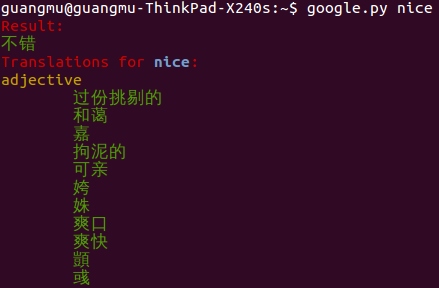 guangmu@guangmu-ThinkPad-X240s:~$ google.py nice
Result:
不错
Translations for nice:
adjective
过份挑剔的
和蔼
嘉
拘泥的
可亲
姱
姝
爽口
爽快
顗
彧